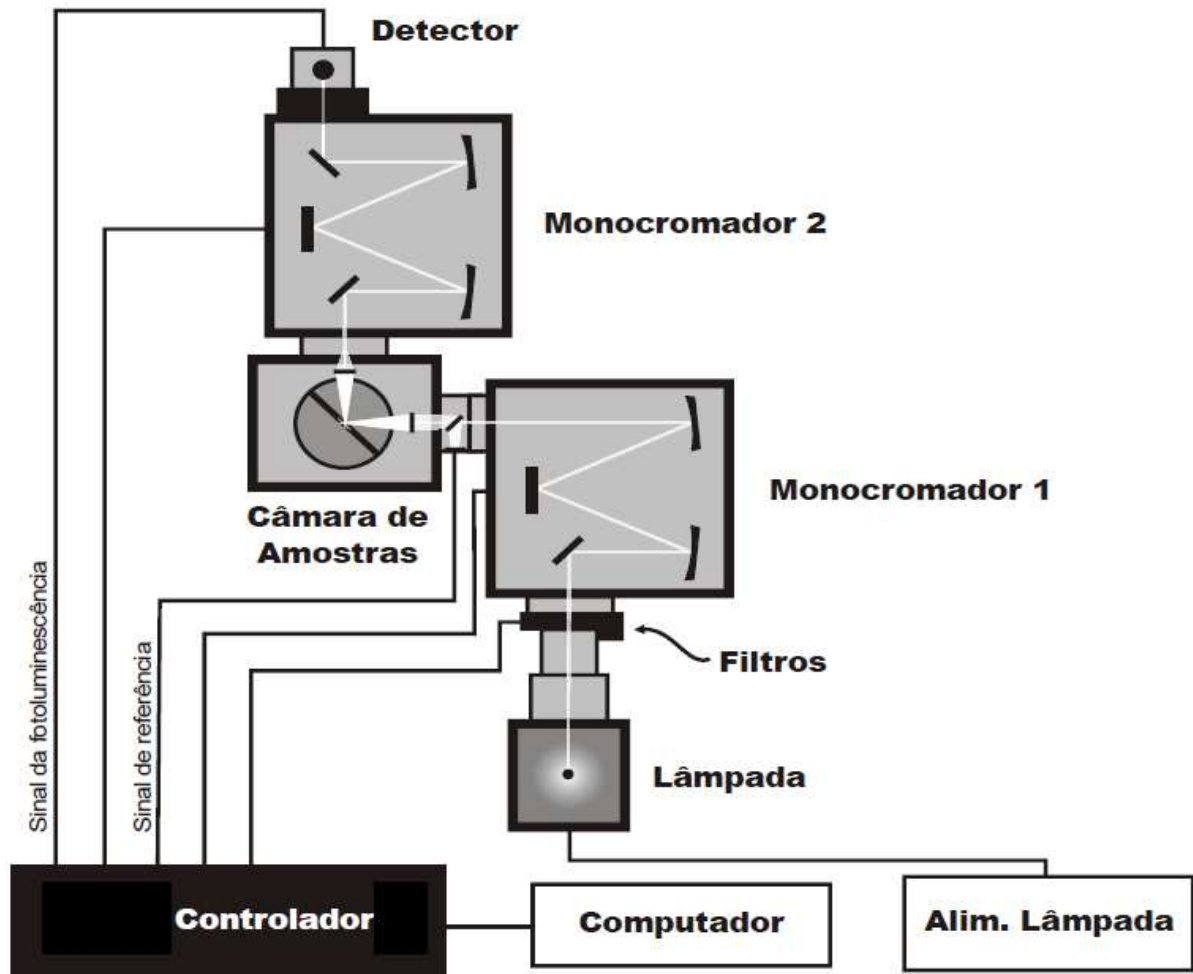 Detector
Monocromador 2
Monocromador 1
Câmara de
Amostras
Filtros
Lâmpada
Sinal da fotoluminescência
Sinal de referência
Controlador
Computador
Alim. Lâmpada